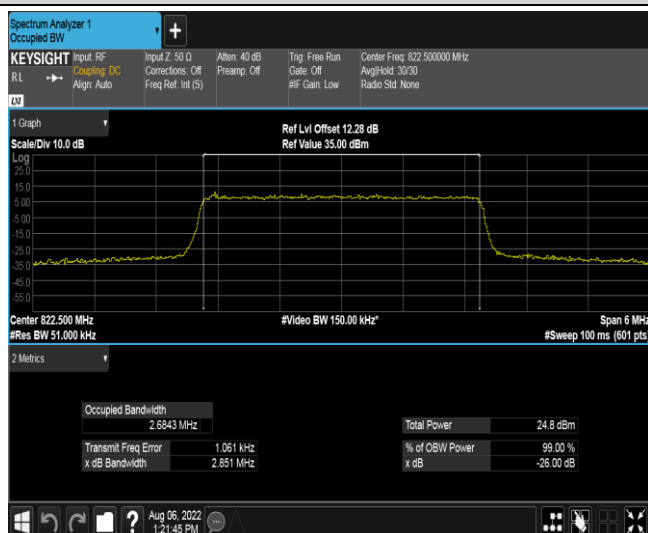 Spectrum Analyzer 1
Occupied BW
+
KEYSIGHT Input: RF Input Z: 50 Ω Atten: 40 dB Trig: Free Run Center Freq: 822.500000 MHz
RL Coupling: DC Corrections: Off Preamp: Off Gate: Off Avg|Hold: 30/30
Align: Auto Freq Ref: Int (S) #IF Gain: Low Radio Std: None
LXI
1 Graph
Ref Lvl Offset 12.28 dB
Scale/Div 10.0 dB Ref Value 35.00 dBm
Log
25.0
15.0
5.00
-5.00
-15.0
-25.0
-35.0
-45.0
-55.0
Center 822.500 MHz #Video BW 150.00 kHz* Span 6 MHz
#Res BW 51.000 kHz #Sweep 100 ms (601 pts)
2 Metrics
Occupied Bandwidth
2.6843 MHz Total Power 24.8 dBm
Transmit Freq Error 1.061 kHz % of OBW Power 99.00 %
x dB Bandwidth 2.851 MHz x dB -26.00 dB
? Aug 06, 2022
1:21:45 PM